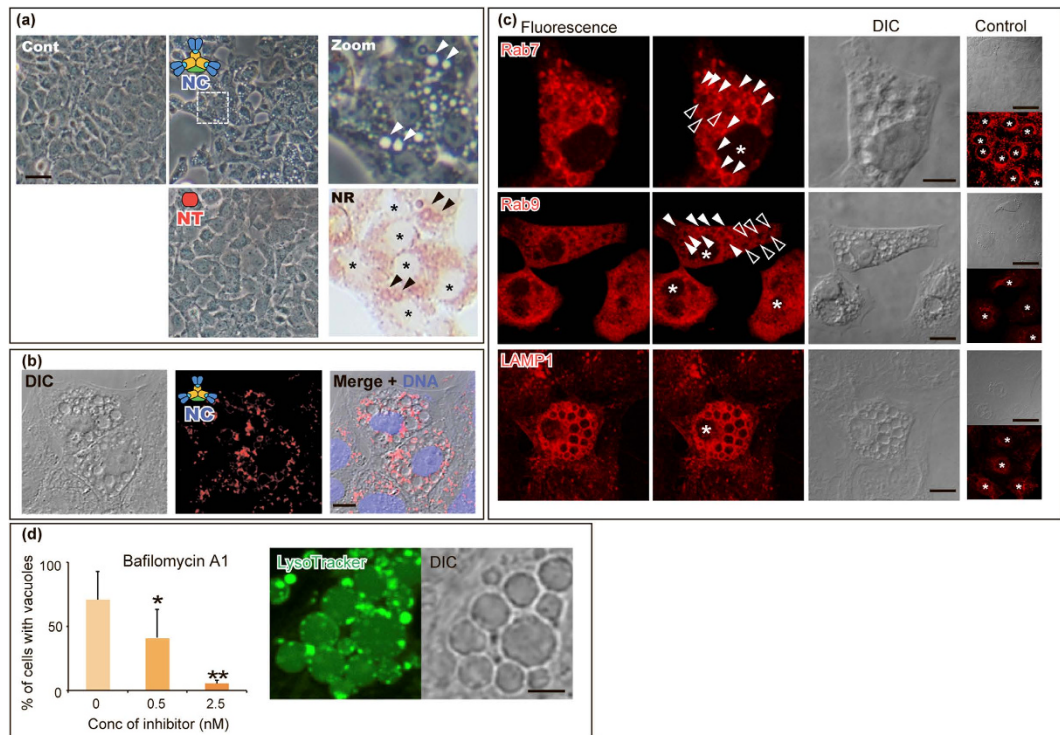 (a)
Cont
NC
Zoom
NT
NR
*
*
*
*
*
(b)
DIC
NC
Merge + DNA
(c)
Fluorescence
DIC
Control
Rab7
*
* * * * * * * *
Rab9
*
* *
* * * *
LAMP1
*
* * * * *
(d)
Bafilomycin A1
% of cells with vacuoles
100
50
0
*
**
0 0.5 2.5
Conc of inhibitor (nM)
LysoTracker
DIC